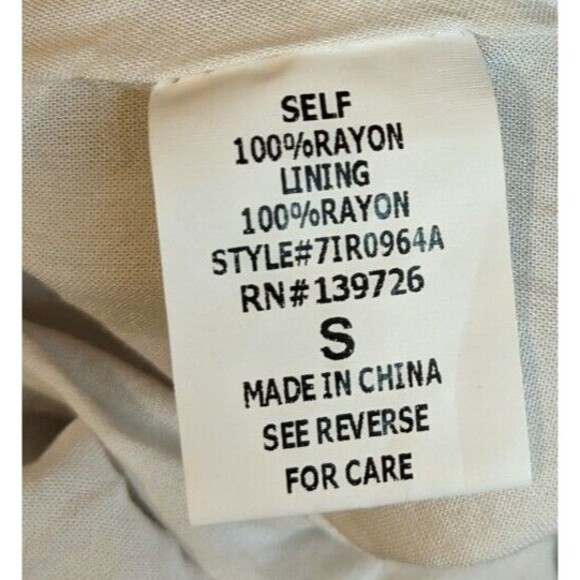 SELF
100%RAYON
LINING
100%RAYON
STYLE#7IR0964A
RN#139726
S
MADE IN CHINA
SEE REVERSE
FOR CARE